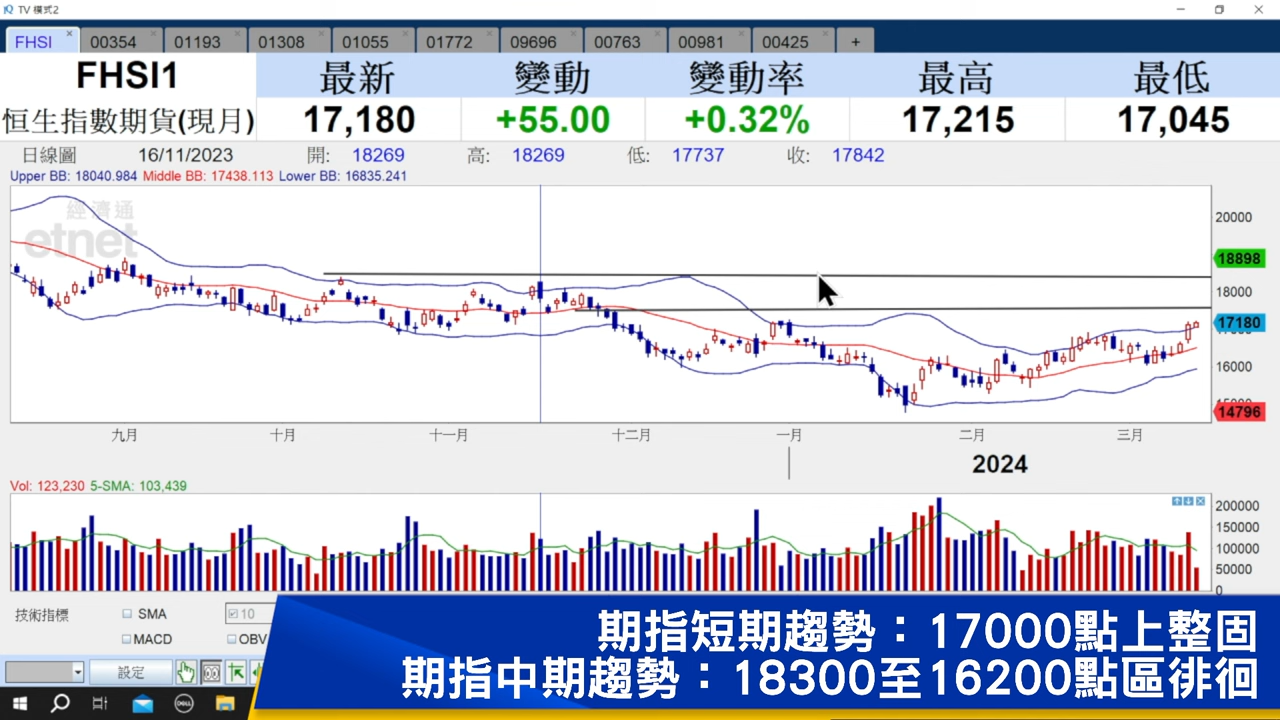 TV 模式2
FHSI 00354 01193 01308 01055 01772 09696 00763 00981 00425 +
FHSI1 最新 變動 變動率 最高 最低
恒生指數期貨(現月) 17,180 +55.00 +0.32% 17,215 17,045
日線圖 16/11/2023 開: 18269 高: 18269 低: 17737 收: 17842
Upper BB: 18040.984 Middle BB: 17438.113 Lower BB: 16835.241
經濟通
etnet
20000
18898
18000
17180
16000
14796
九月 十月 十一月 十二月 一月 二月 三月
2024
Vol: 123,230 5-SMA: 103,439
200000
150000
100000
50000
0
技術指標 SMA 10
MACD OBV
設定
期指短期趨勢：17000點上整固
期指中期趨勢：18300至16200點區徘徊
DELL